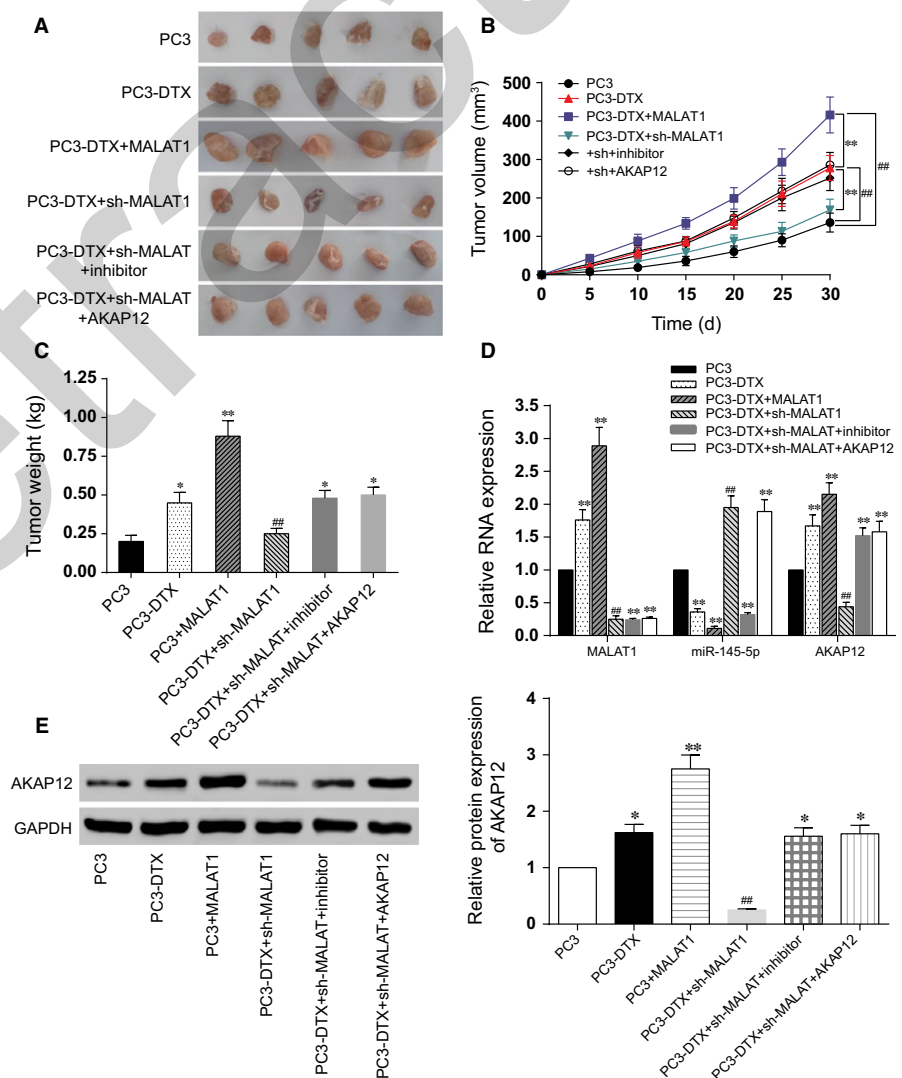 A
PC3
PC3-DTX
PC3-DTX+MALAT1
PC3-DTX+sh-MALAT1
PC3-DTX+sh-MALAT
+inhibitor
PC3-DTX+sh-MALAT
+AKAP12
B
Tumor volume (mm³)
500
400
300
200
100
0
0 5 10 15 20 25 30
Time (d)
PC3
PC3-DTX
PC3-DTX+MALAT1
PC3-DTX+sh-MALAT1
+sh+inhibitor
+sh+AKAP12
**
**
##
##
C
Tumor weight (kg)
1.25
1.00
0.75
0.50
0.25
0.00
* ** ## * *
PC3
PC3-DTX
PC3+MALAT1
PC3-DTX+sh-MALAT1
PC3-DTX+sh-MALAT+inhibitor
PC3-DTX+sh-MALAT+AKAP12
D
PC3
PC3-DTX
PC3-DTX+MALAT1
PC3-DTX+sh-MALAT1
PC3-DTX+sh-MALAT+inhibitor
PC3-DTX+sh-MALAT+AKAP12
Relative RNA expression
3.5
3.0
2.5
2.0
1.5
1.0
0.5
0.0
** ** ## ** **
** ** ## ** **
** ** ## ** **
MALAT1 miR-145-5p AKAP12
E
AKAP12
GAPDH
PC3
PC3-DTX
PC3+MALAT1
PC3-DTX+sh-MALAT1
PC3-DTX+sh-MALAT+inhibitor
PC3-DTX+sh-MALAT+AKAP12
Relative protein expression
of AKAP12
4
3
2
1
0
* ** ## * *
PC3
PC3-DTX
PC3+MALAT1
PC3-DTX+sh-MALAT1
PC3-DTX+sh-MALAT+inhibitor
PC3-DTX+sh-MALAT+AKAP12
etrac